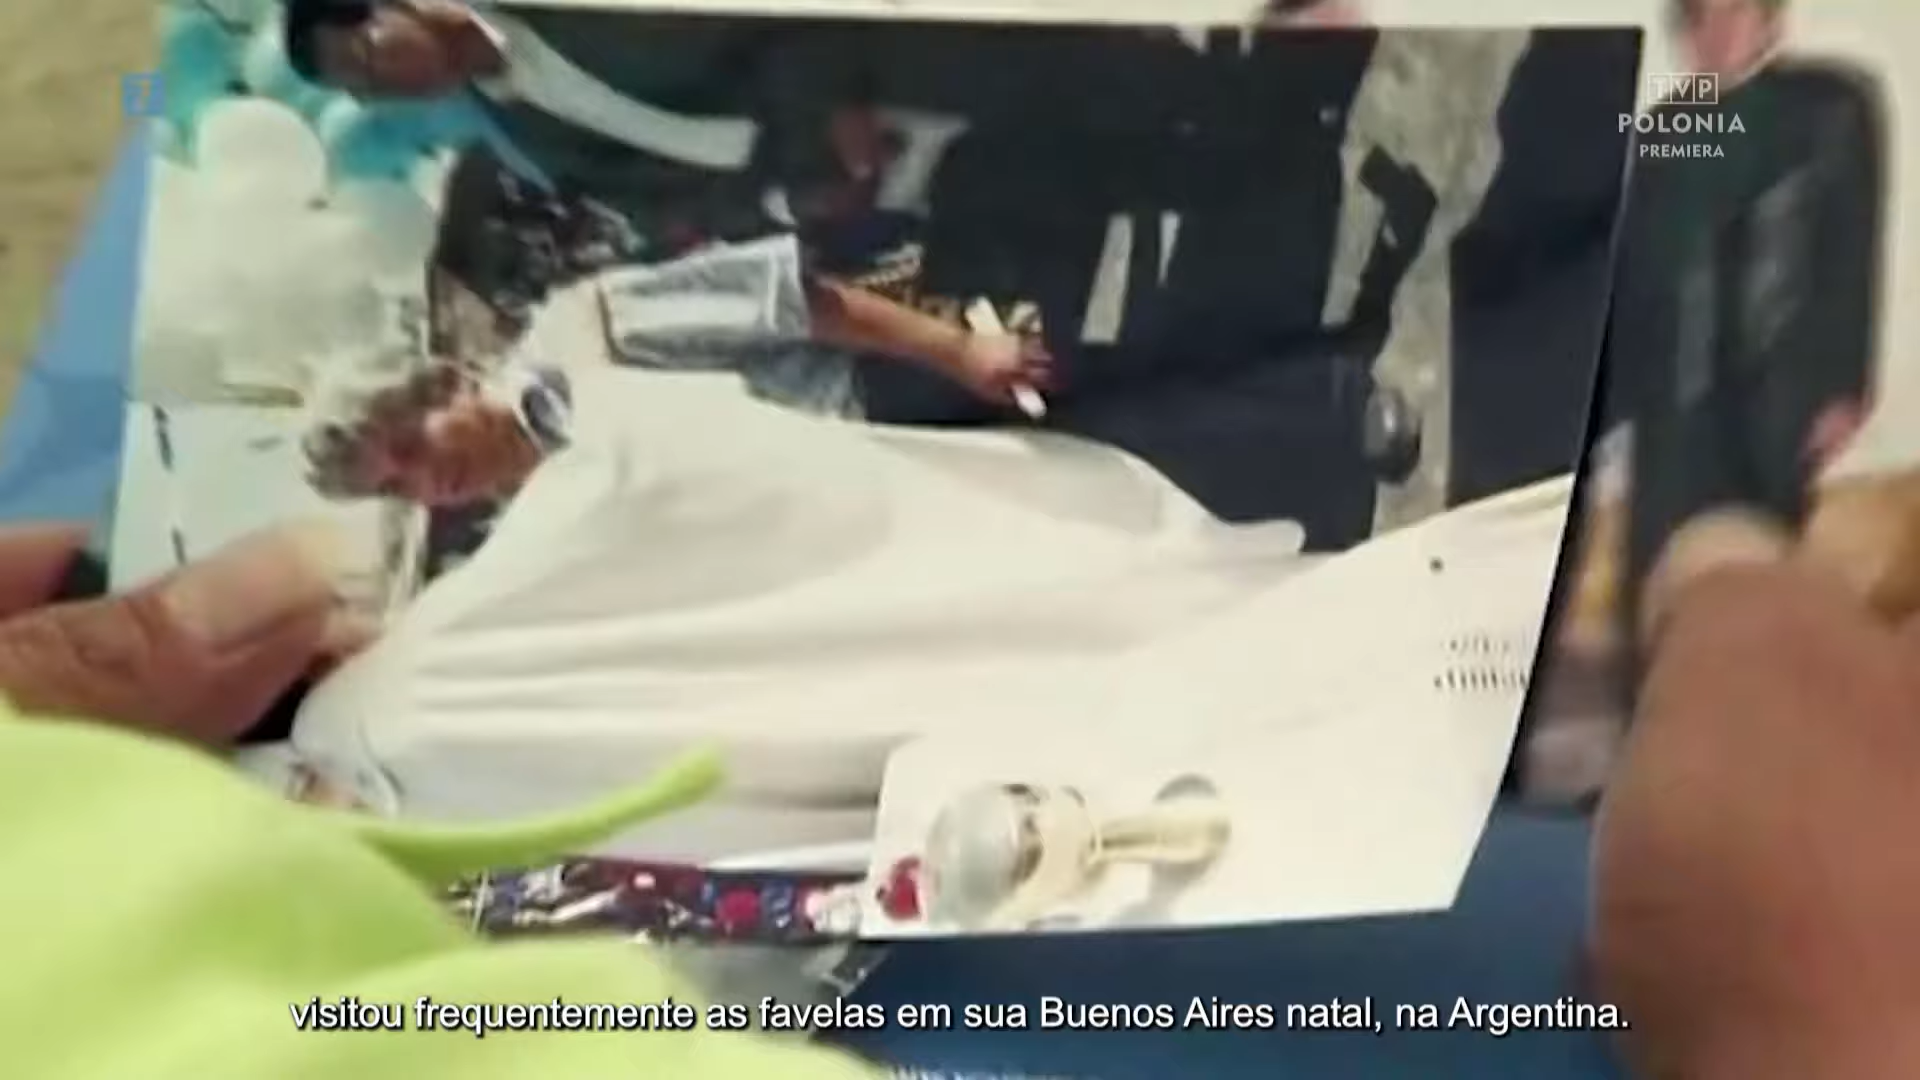 TVP
POLONIA
PREMIERA
visitou frequentemente as favelas em sua Buenos Aires natal, na Argentina.